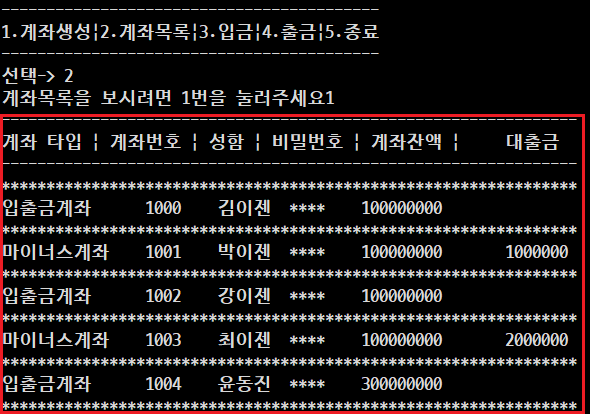 ------------------------------------------
1.계좌생성|2.계좌목록|3.입금|4.출금|5.종료
------------------------------------------
선택-> 2
계좌목록을 보시려면 1번을 눌러주세요1
----------------------------------------------------------------
계좌 타입 | 계좌번호 | 성함 | 비밀번호 | 계좌잔액 | 대출금
----------------------------------------------------------------
****************************************************************
입출금계좌 1000 김이젠 **** 100000000
****************************************************************
마이너스계좌 1001 박이젠 **** 100000000 1000000
****************************************************************
입출금계좌 1002 강이젠 **** 100000000
****************************************************************
마이너스계좌 1003 최이젠 **** 100000000 2000000
****************************************************************
입출금계좌 1004 윤동진 **** 300000000
****************************************************************